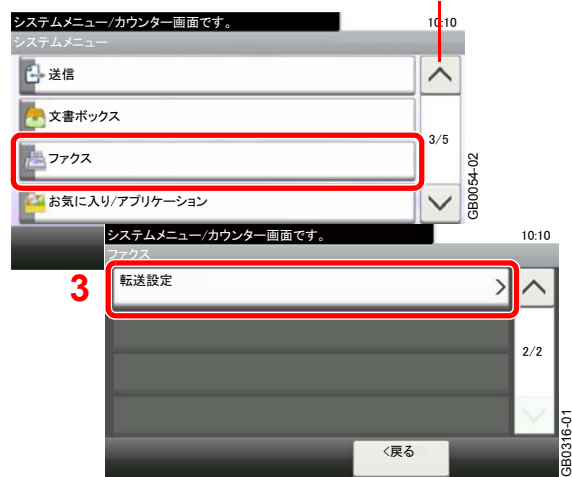 システムメニュー/カウンター画面です。
10:10
システムメニュー
送信
文書ボックス
3/5
ファクス
お気に入り/アプリケーション
GB0054-02
システムメニュー/カウンター画面です。
10:10
ファクス
3
転送設定
2/2
<戻る
GB0316-01